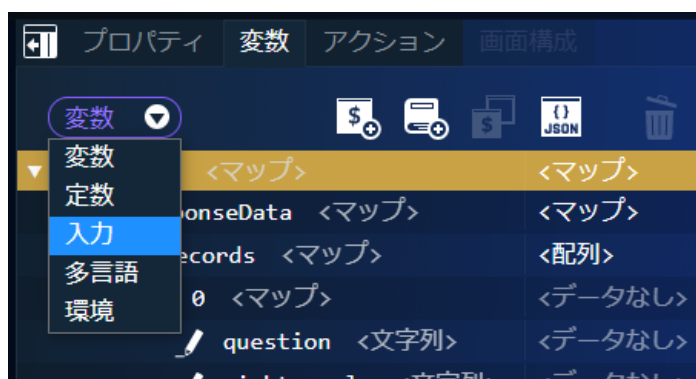 プロパティ 変数 アクション 画面構成
変数
$ $ {} JSON
変数
定数
入力
多言語
環境
<マップ> <マップ>
onseData <マップ> <マップ>
ecords <マップ> <配列>
0 <マップ> <データなし>
question <文字列> <データなし>